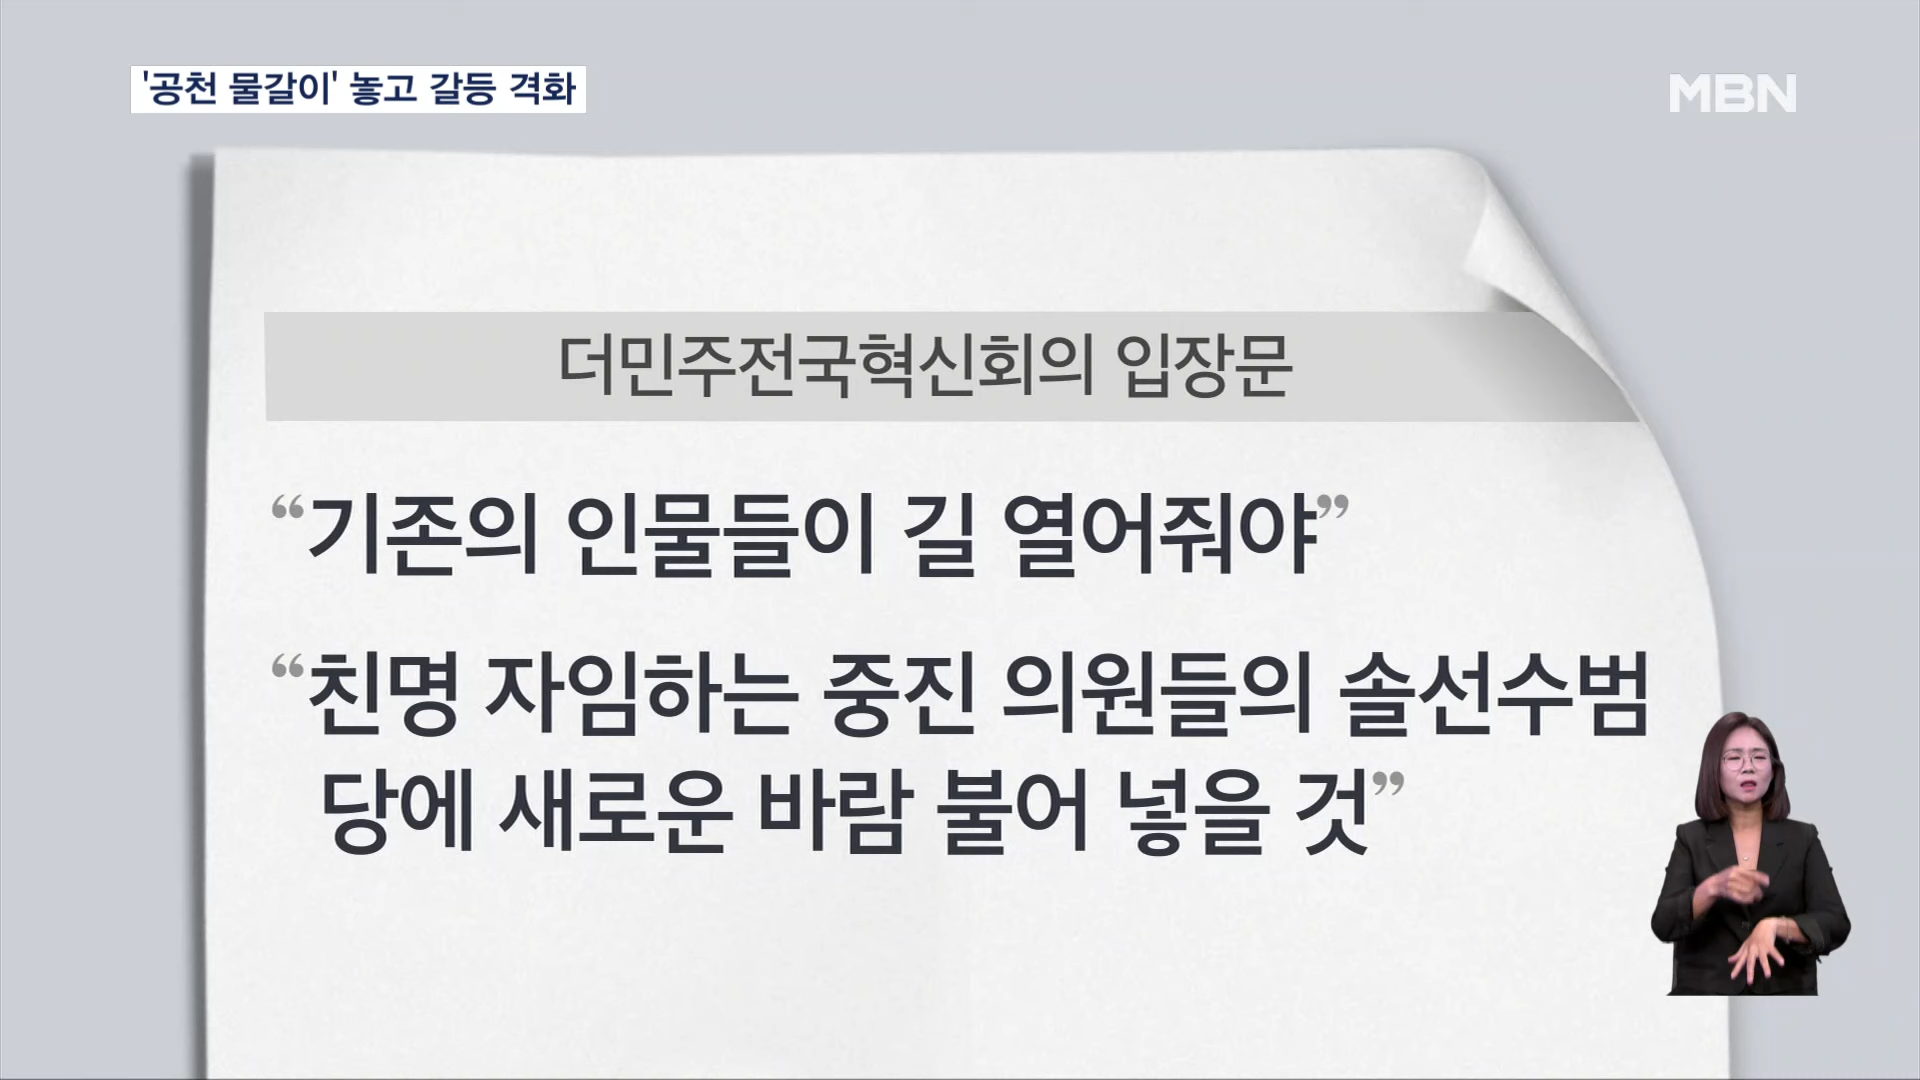 '공천 물갈이' 놓고 갈등 격화
MBN
더민주전국혁신회의 입장문
“기존의 인물들이 길 열어줘야”
“친명 자임하는 중진 의원들의 솔선수범
당에 새로운 바람 불어 넣을 것”